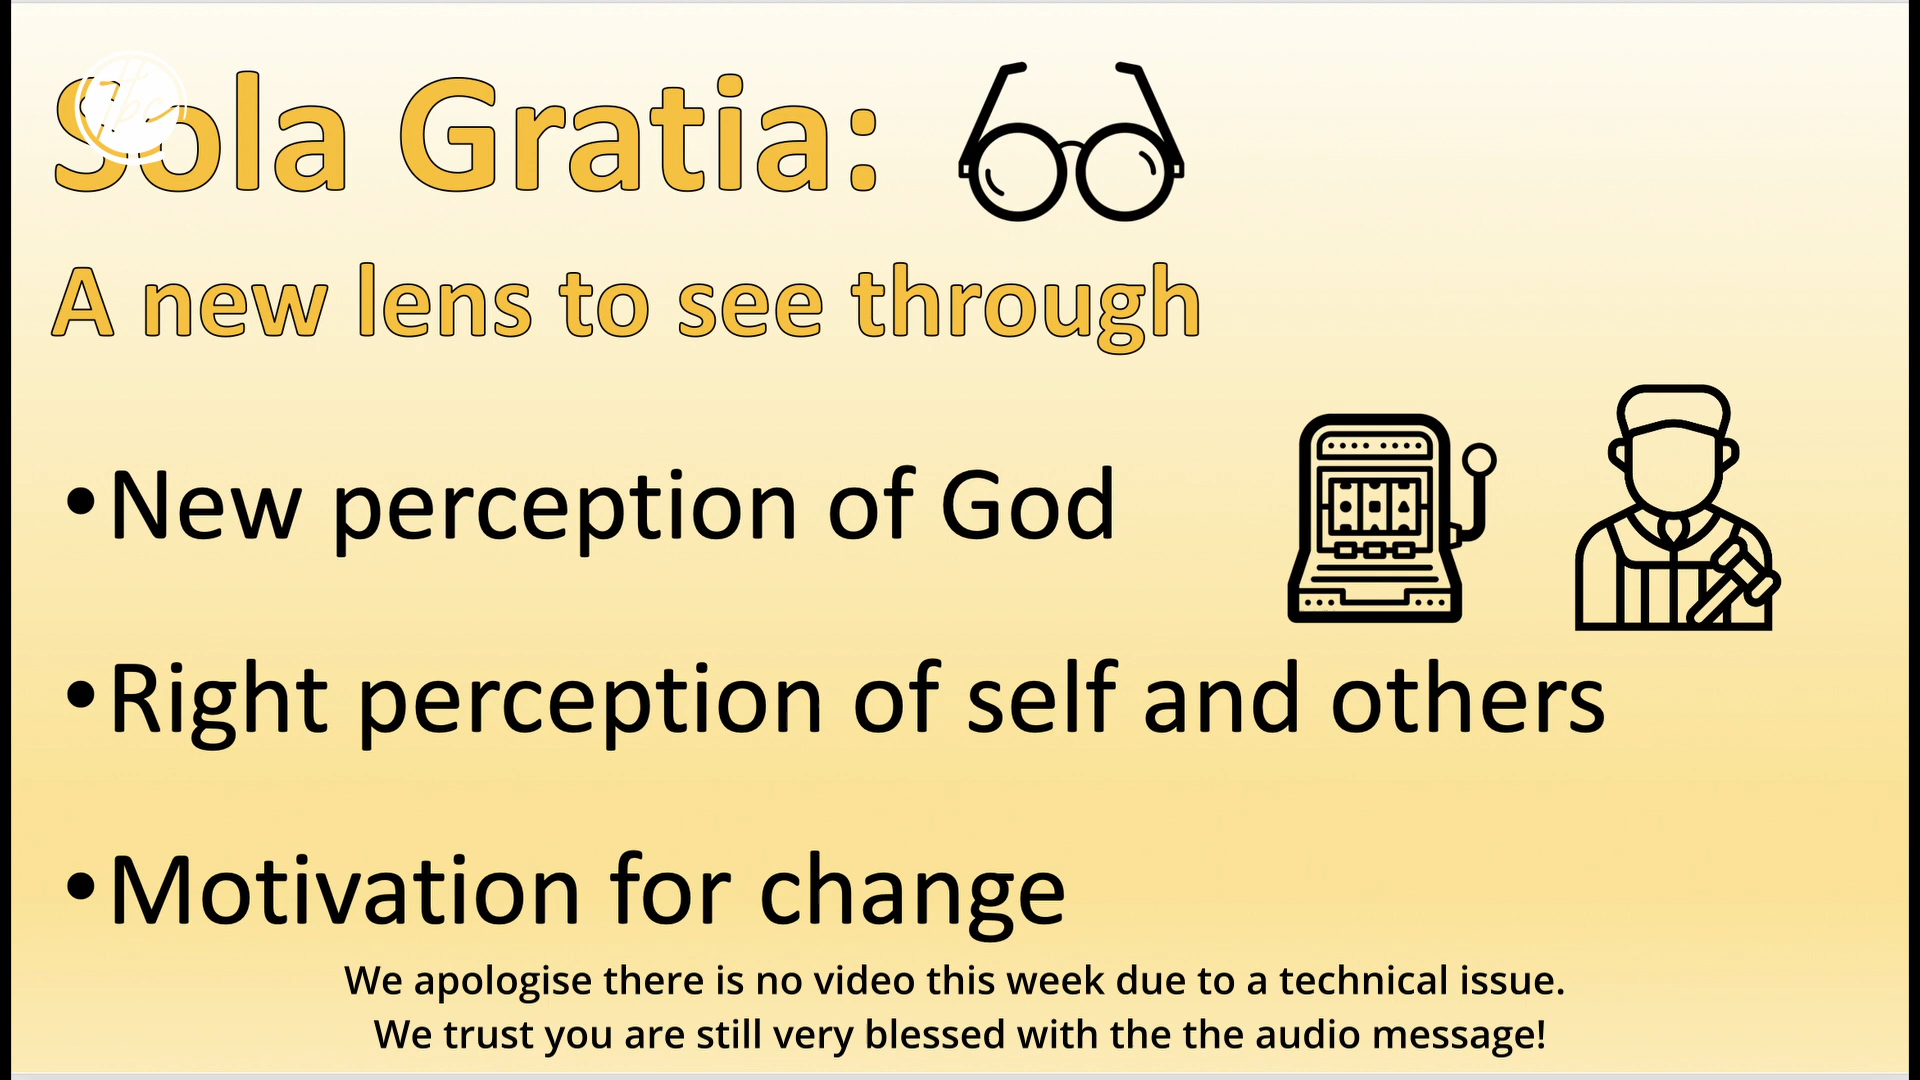 Sola Gratia:
A new lens to see through
•New perception of God
•Right perception of self and others
•Motivation for change
We apologise there is no video this week due to a technical issue.
We trust you are still very blessed with the the audio message!